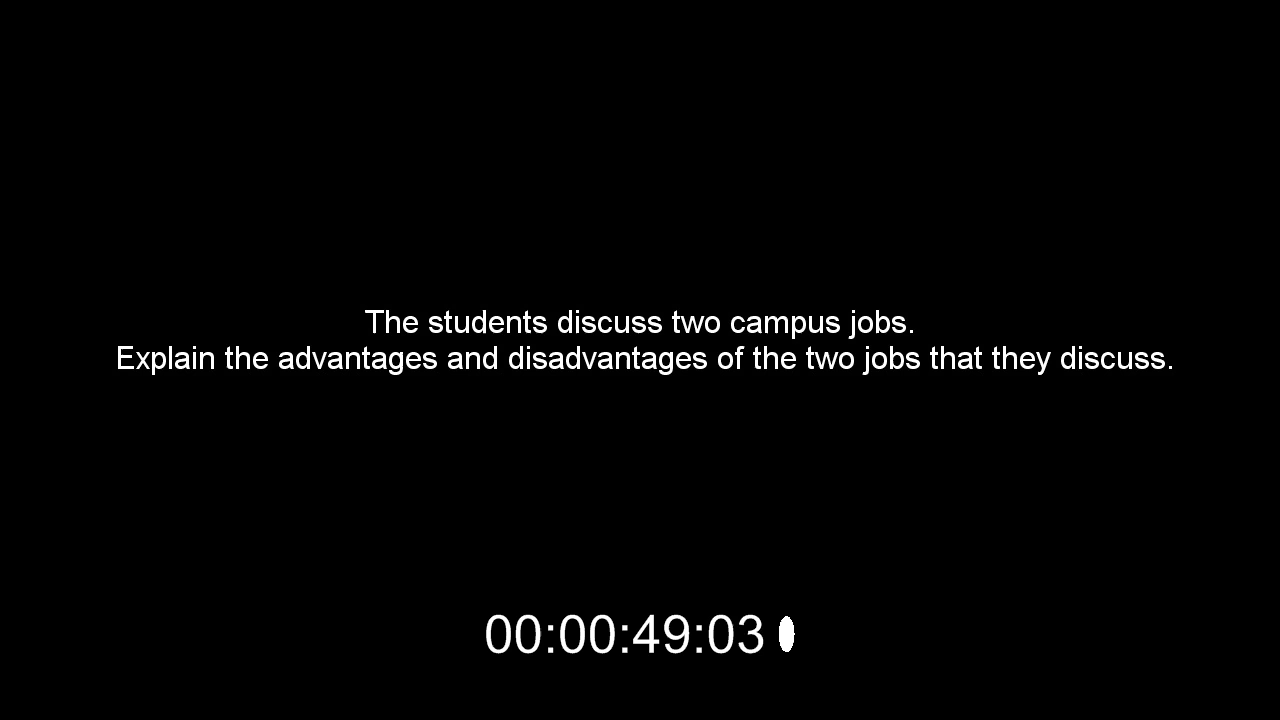 The students discuss two campus jobs.
Explain the advantages and disadvantages of the two jobs that they discuss.
00:00:49:03